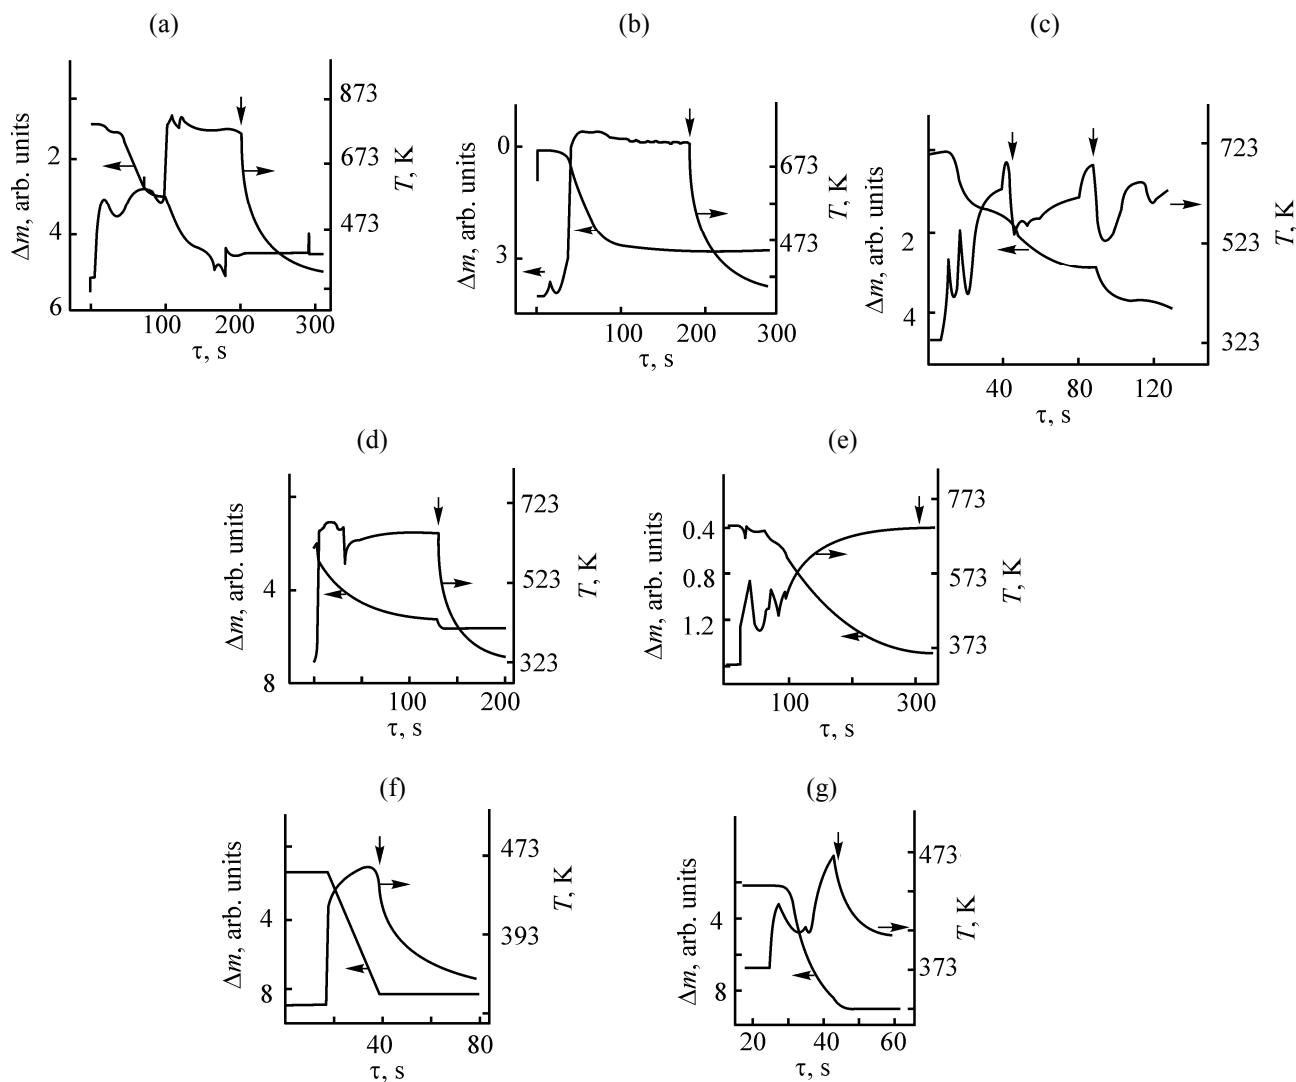 (a)
(b)
(c)
Δm, arb. units
2
4
6
100
200
300
τ, s
873
673
473
T, K
Δm, arb. units
0
3
100
200
300
τ, s
673
473
T, K
Δm, arb. units
2
4
40
80
120
τ, s
723
523
323
T, K
(d)
(e)
Δm, arb. units
4
8
100
200
τ, s
723
523
323
T, K
Δm, arb. units
0.4
0.8
1.2
100
300
τ, s
773
573
373
T, K
(f)
(g)
Δm, arb. units
4
8
40
80
τ, s
473
393
T, K
Δm, arb. units
4
8
20
40
60
τ, s
473
373
T, K